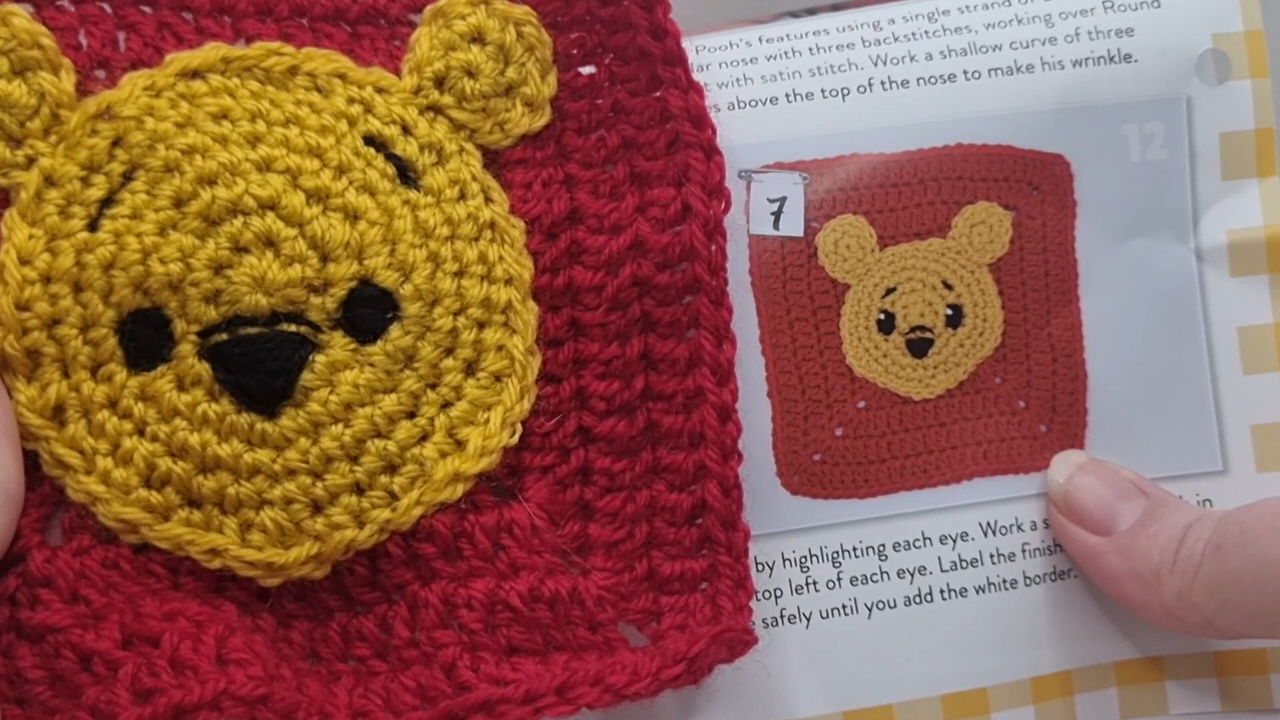 Pooh's features using a single strand of
lar nose with three backstitches, working over Round
t with satin stitch. Work a shallow curve of three
s above the top of the nose to make his wrinkle.
12
7
in
by highlighting each eye. Work a s
top left of each eye. Label the finish
safely until you add the white border.